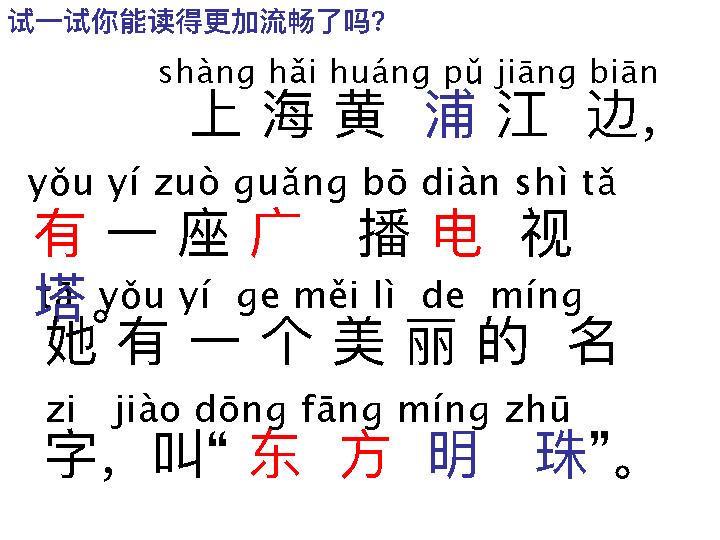 试一试你能读得更加流畅了吗?
shàng hǎi huáng pǔ jiāng biān
上 海 黄 浦 江 边,
yǒu yí zuò guǎng bō diàn shì tǎ
有 一 座 广 播 电 视
塔。
tā yǒu yí ge měi lì de míng
她 有 一 个 美 丽 的 名
zi jiào dōng fāng míng zhū
字, 叫“ 东 方 明 珠”。